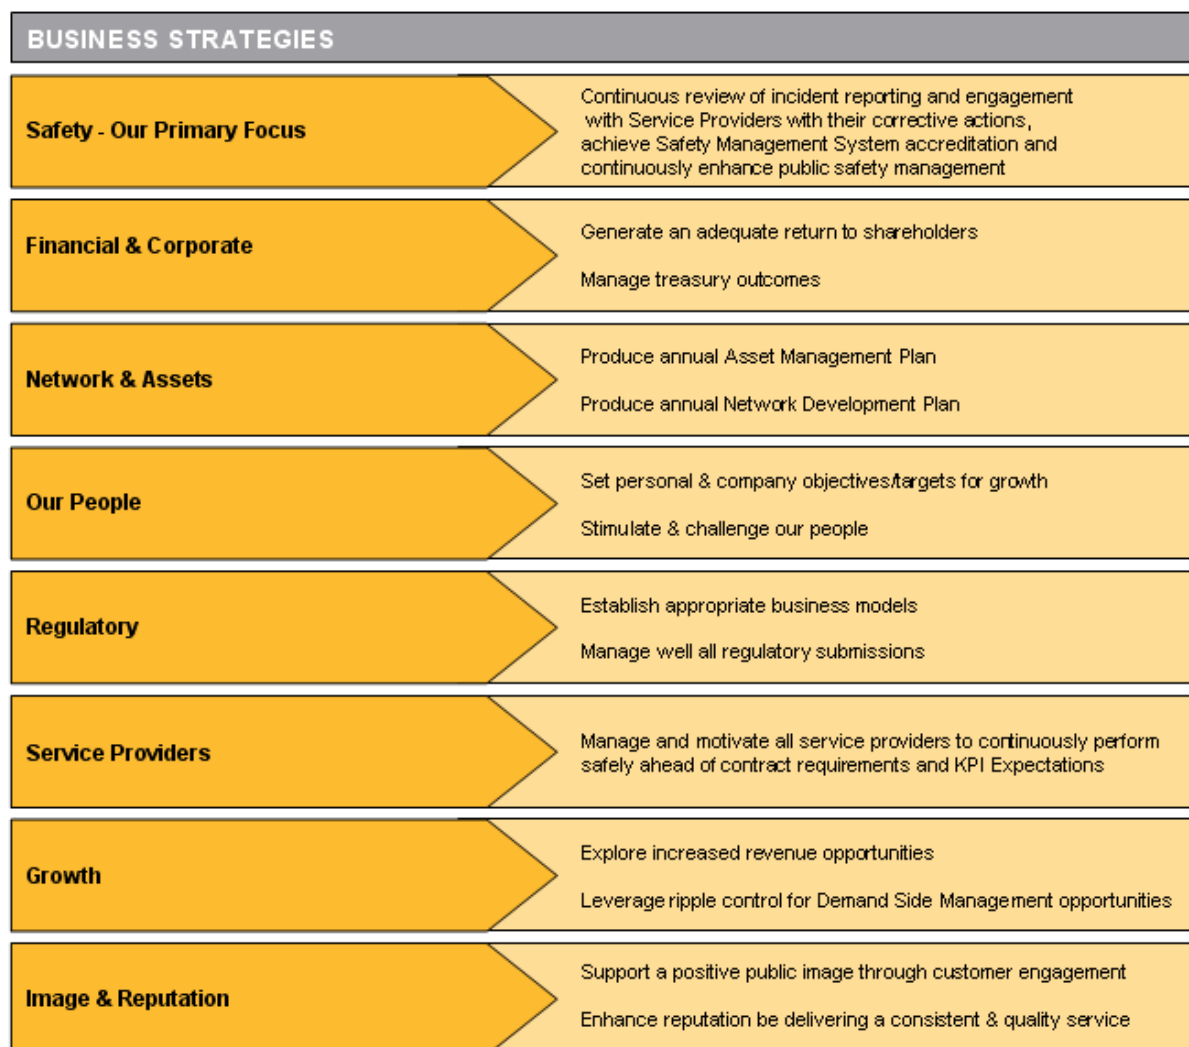 BUSINESS STRATEGIES
Safety - Our Primary Focus
Continuous review of incident reporting and engagement
with Service Providers with their corrective actions,
achieve Safety Management System accreditation and
continuously enhance public safety management
Financial & Corporate
Generate an adequate return to shareholders
Manage treasury outcomes
Network & Assets
Produce annual Asset Management Plan
Produce annual Network Development Plan
Our People
Set personal & company objectives/targets for growth
Stimulate & challenge our people
Regulatory
Establish appropriate business models
Manage well all regulatory submissions
Service Providers
Manage and motivate all service providers to continuously perform
safely ahead of contract requirements and KPI Expectations
Growth
Explore increased revenue opportunities
Leverage ripple control for Demand Side Management opportunities
Image & Reputation
Support a positive public image through customer engagement
Enhance reputation be delivering a consistent & quality service